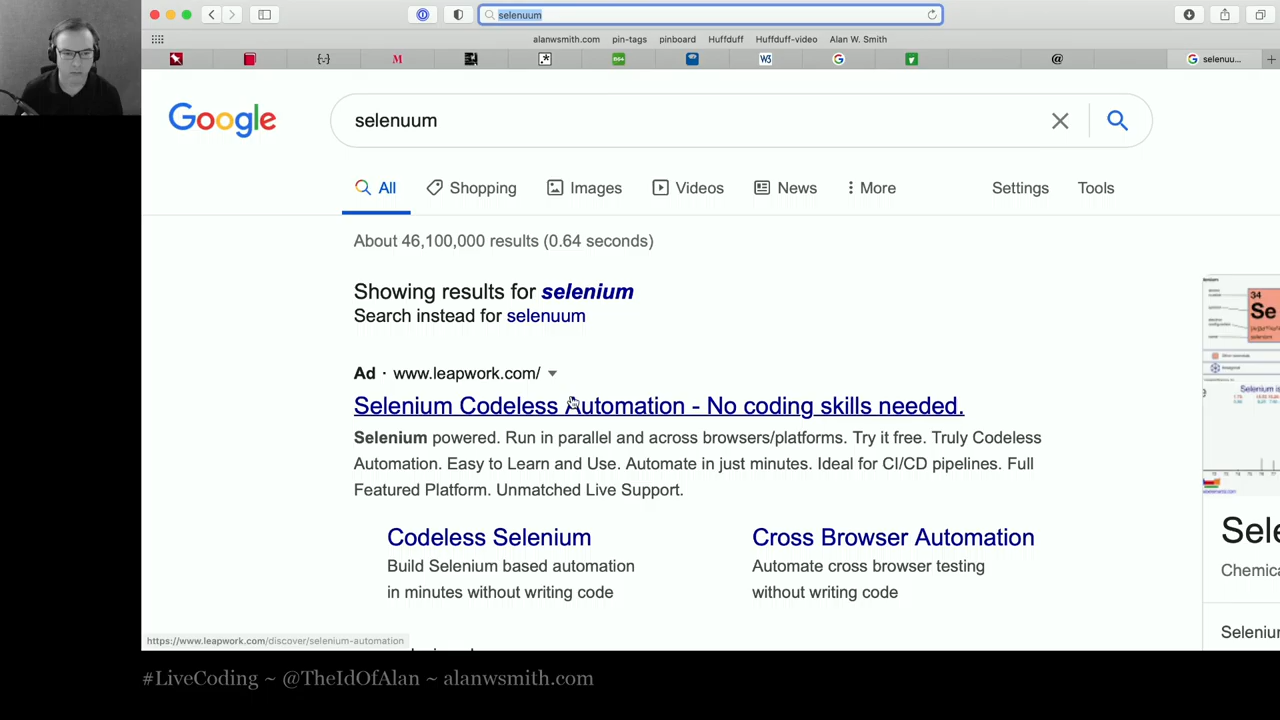 selenuum
alanwsmith.com pin-tags pinboard Huffduff Huffduff-video Alan W. Smith
{-} M B64 W3 G @ G selenuu...
Google
selenuum
All Shopping Images Videos News More Settings Tools
About 46,100,000 results (0.64 seconds)
Showing results for selenium
Search instead for selenuum
34
Se
Ad · www.leapwork.com/
Selenium Codeless Automation - No coding skills needed.
Selenium powered. Run in parallel and across browsers/platforms. Try it free. Truly Codeless
Automation. Easy to Learn and Use. Automate in just minutes. Ideal for CI/CD pipelines. Full
Featured Platform. Unmatched Live Support.
Sele
Codeless Selenium Cross Browser Automation
Build Selenium based automation Automate cross browser testing
Chemica
in minutes without writing code without writing code
Seleniu
https://www.leapwork.com/discover/selenium-automation
#LiveCoding ~ @TheIdOfAlan ~ alanwsmith.com